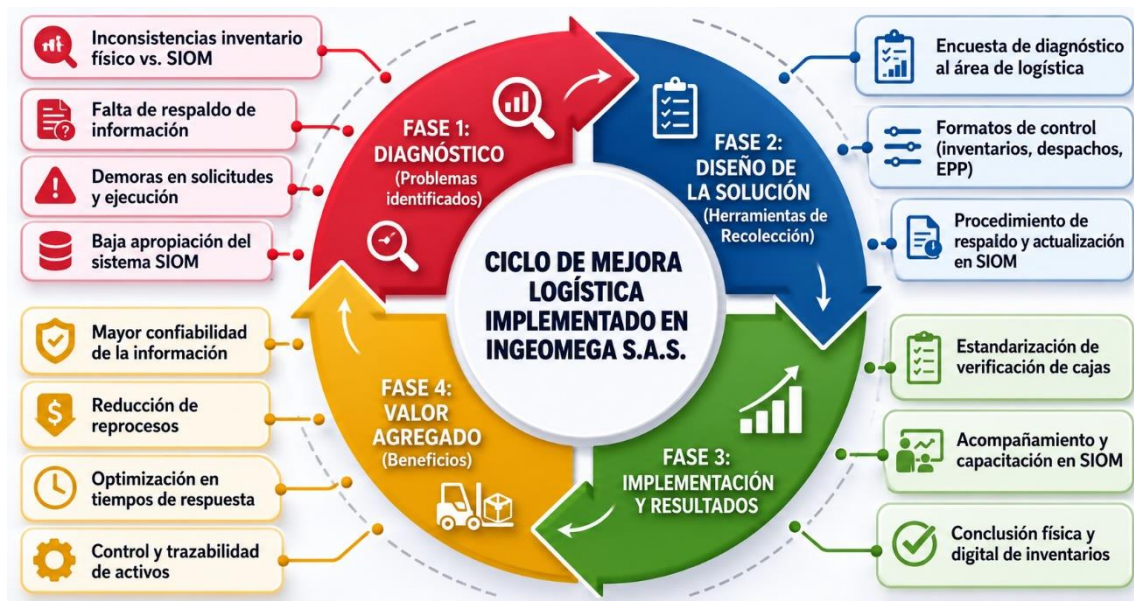 Inconsistencias inventario
físico vs. SIOM
Falta de respaldo de
información
Demoras en solicitudes
y ejecución
Baja apropiación del
sistema SIOM
FASE 1:
DIAGNÓSTICO
(Problemas
identificados)
FASE 2:
DISEÑO DE
LA SOLUCIÓN
(Herramientas de
Recolección)
Encuesta de diagnóstico
al área de logística
Formatos de control
(inventarios, despachos,
EPP)
Procedimiento de
respaldo y actualización
en SIOM
CICLO DE MEJORA
LOGÍSTICA
IMPLEMENTADO EN
INGEOMEGA S.A.S.
FASE 3:
IMPLEMENTACIÓN
Y RESULTADOS
Estandarización de
verificación de cajas
Acompañamiento y
capacitación en SIOM
Conclusión física y
digital de inventarios
FASE 4:
VALOR
AGREGADO
(Beneficios)
Mayor confiabilidad
de la información
Reducción de
reprocesos
Optimización en
tiempos de respuesta
Control y trazabilidad
de activos